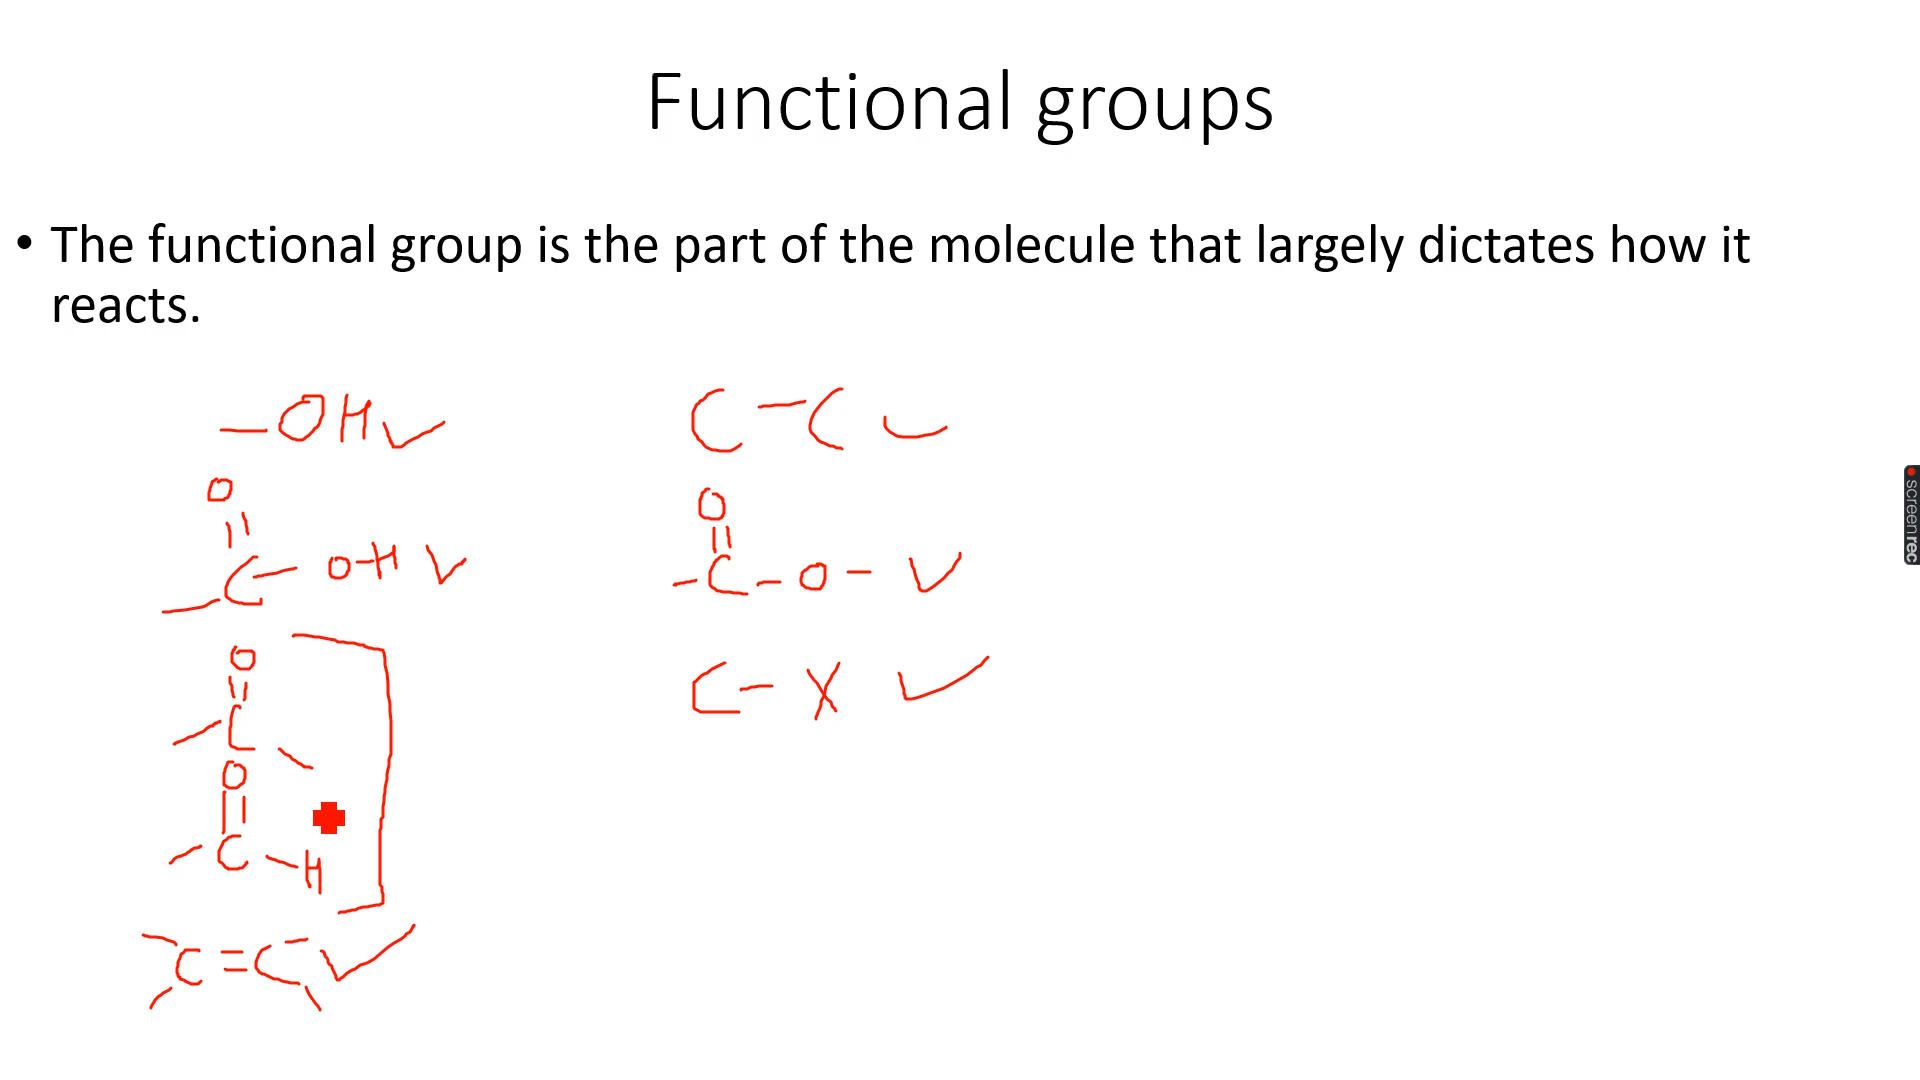 Functional groups
• The functional group is the part of the molecule that largely dictates how it
reacts.
– OH ✓
O
||
– C – O-H ✓
O
||
– C –
O
||
– C – H
C = C ✓
C – C ✓
O
||
– C – O – ✓
C – X ✓
screenrec